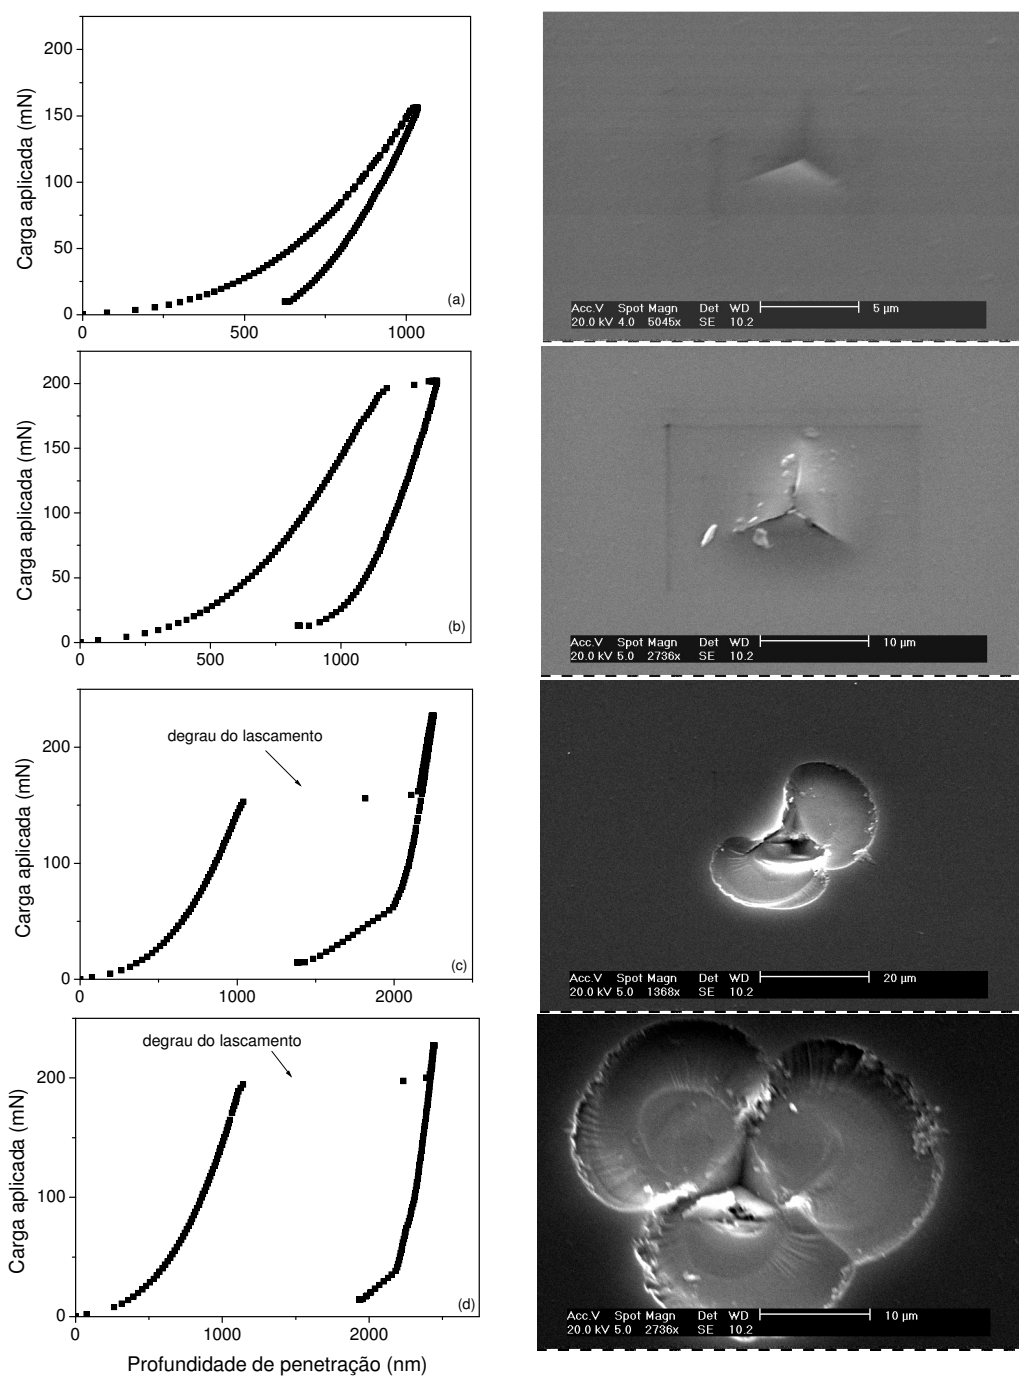 200
150
100
50
0
Carga aplicada (mN)
(a)
0 500 1000
Acc.V Spot Magn Det WD 5 µm
20.0 kV 4.0 5045x SE 10.2
200
150
100
50
0
Carga aplicada (mN)
(b)
0 500 1000
Acc.V Spot Magn Det WD 10 µm
20.0 kV 5.0 2736x SE 10.2
200
100
0
Carga aplicada (mN)
degrau do lascamento
(c)
0 1000 2000
Acc.V Spot Magn Det WD 20 µm
20.0 kV 5.0 1368x SE 10.2
200
100
0
Carga aplicada (mN)
degrau do lascamento
(d)
0 1000 2000
Profundidade de penetração (nm)
Acc.V Spot Magn Det WD 10 µm
20.0 kV 5.0 2736x SE 10.2